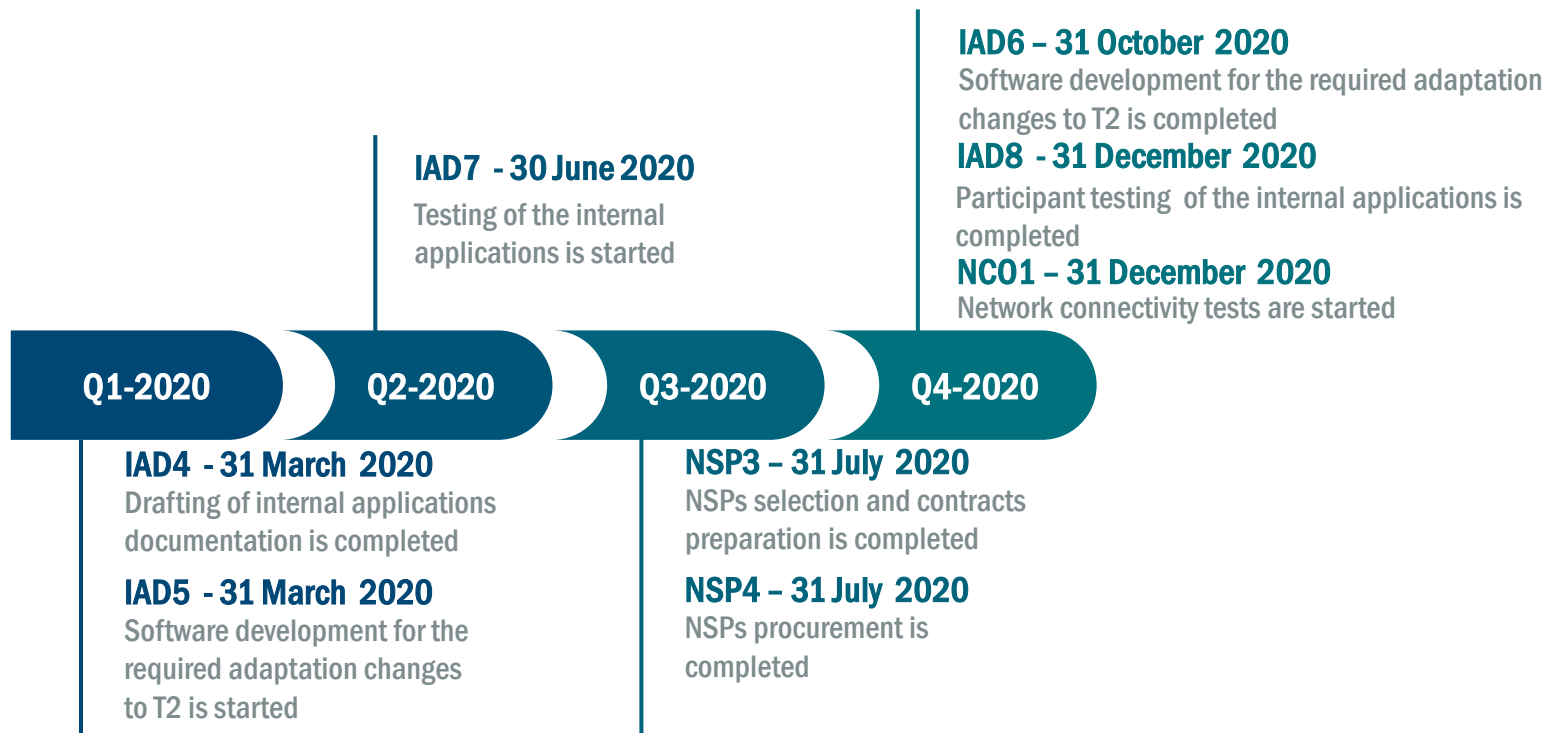 IAD6 – 31 October 2020
Software development for the required adaptation
changes to T2 is completed
IAD8 - 31 December 2020
Participant testing of the internal applications is
completed
NCO1 – 31 December 2020
Network connectivity tests are started
IAD7 - 30 June 2020
Testing of the internal
applications is started
Q1-2020
Q2-2020
Q3-2020
Q4-2020
IAD4 - 31 March 2020
Drafting of internal applications
documentation is completed
IAD5 - 31 March 2020
Software development for the
required adaptation changes
to T2 is started
NSP3 – 31 July 2020
NSPs selection and contracts
preparation is completed
NSP4 – 31 July 2020
NSPs procurement is
completed